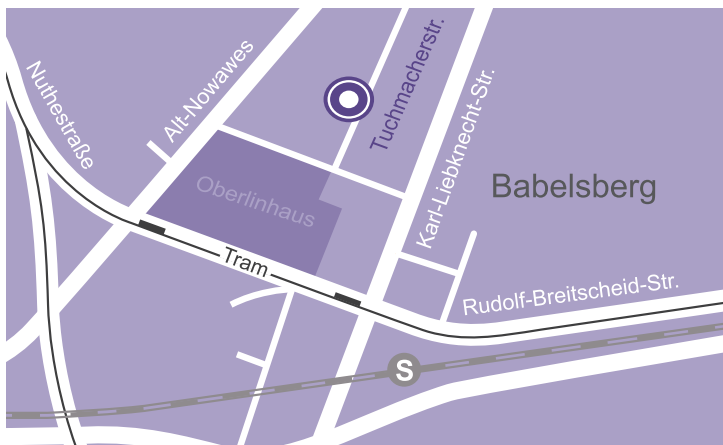 Nuthestraße
Alt-Nowawes
Tuchmacherstr.
Karl-Liebknecht-Str.
Oberlinhaus
Babelsberg
Tram
Rudolf-Breitscheid-Str.
S